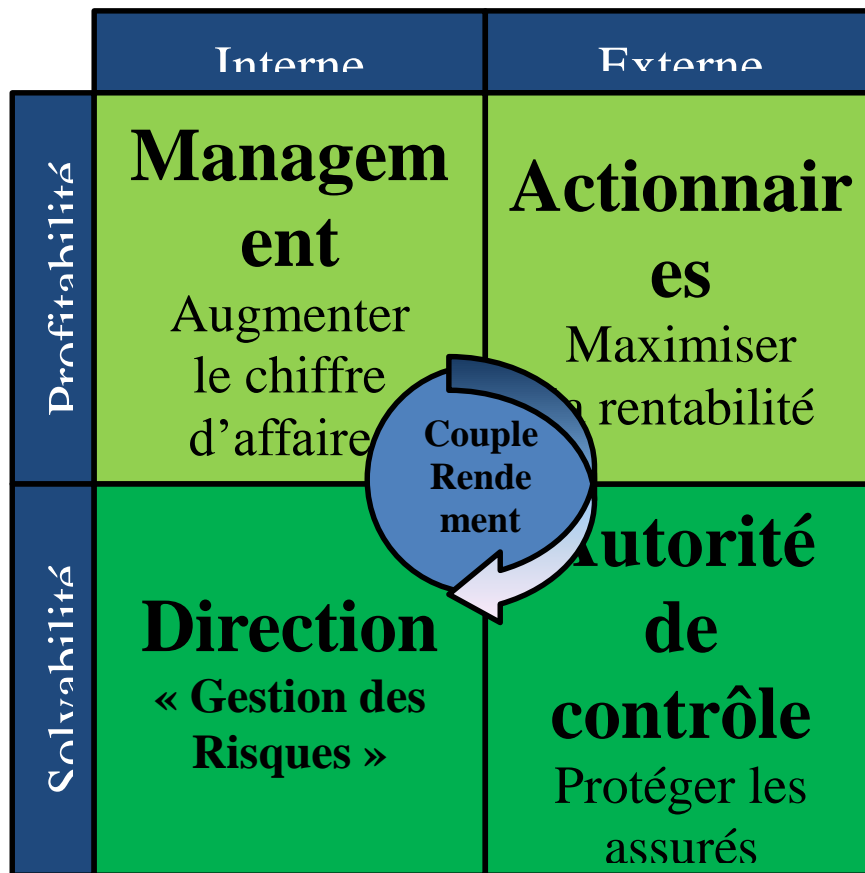 Interne
Externe
Profitabilité
Managem
ent
Augmenter
le chiffre
d’affaire
Actionnair
es
Maximiser
rentabilité
Couple
Rende
ment
Solvabilité
Direction
« Gestion des
Risques »
Autorité
de
contrôle
Protéger les
assurés